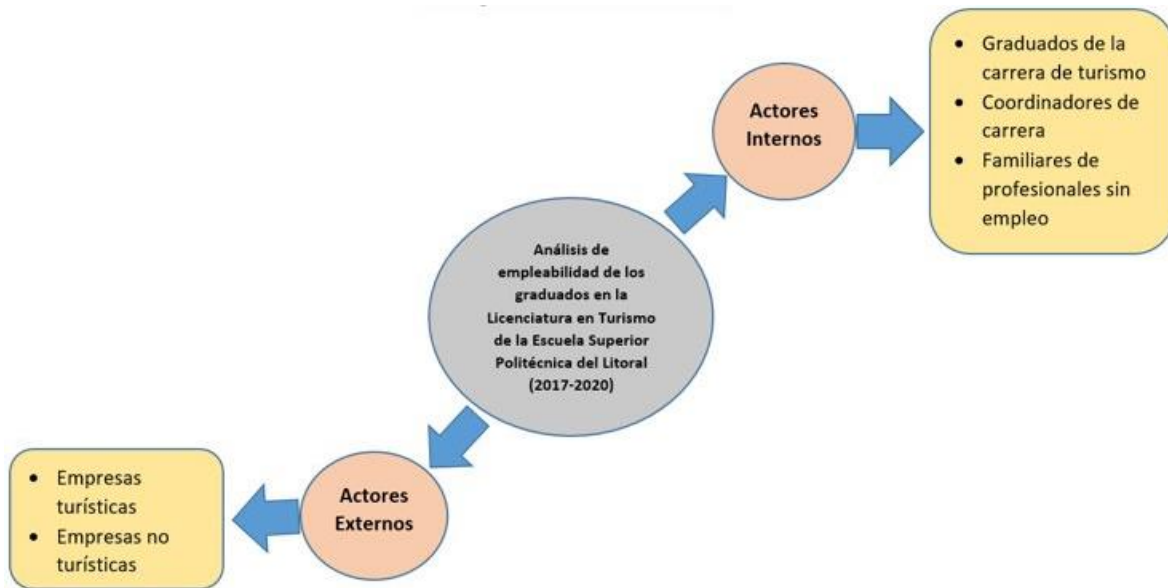 Graduados de la
carrera de turismo
Coordinadores de
carrera
Familiares de
profesionales sin
empleo
Actores
Internos
Análisis de
empleabilidad de los
graduados en la
Licenciatura en Turismo
de la Escuela Superior
Politécnica del Litoral
(2017-2020)
Actores
Externos
Empresas
turísticas
Empresas no
turísticas